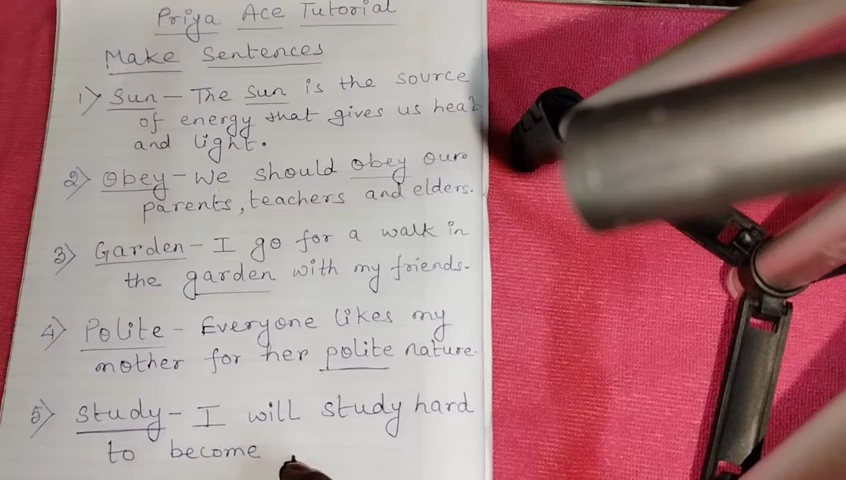 Priya Ace Tutorial
Make Sentences
1) Sun - The sun is the source
of energy that gives us heat
and light.
2) Obey - We should obey our
parents, teachers and elders.
3) Garden - I go for a walk in
the garden with my friends.
4) Polite - Everyone likes my
mother for her polite nature.
5) Study - I will study hard
to become